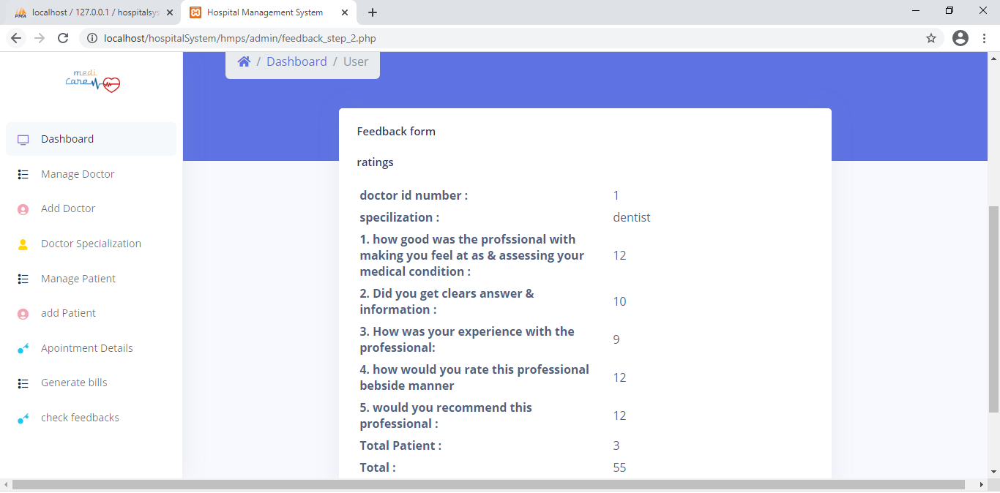 localhost / 127.0.0.1 / hospitalsys
Hospital Management System
localhost/hospitalSystem/hmps/admin/feedback_step_2.php
medi
care
/ Dashboard / User
Dashboard
Manage Doctor
Add Doctor
Doctor Specialization
Manage Patient
add Patient
Apointment Details
Generate bills
check feedbacks
Feedback form
ratings
doctor id number : 1
specilization : dentist
1. how good was the profssional with
making you feel at as & assessing your 12
medical condition :
2. Did you get clears answer &
information : 10
3. How was your experience with the
professional: 9
4. how would you rate this professional
bebside manner 12
5. would you recommend this
professional : 12
Total Patient : 3
Total : 55